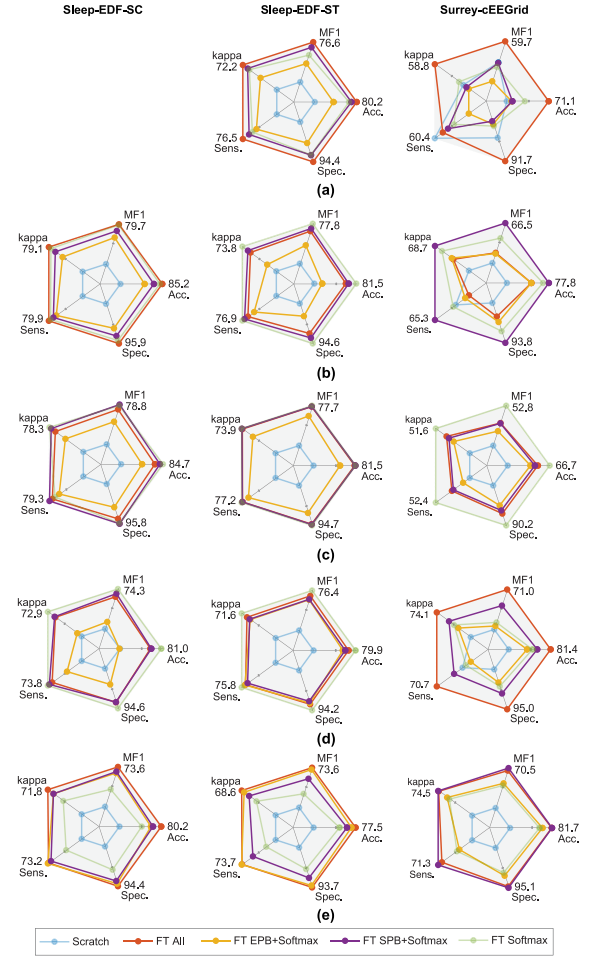 Sleep-EDF-SC Sleep-EDF-ST Surrey-cEEGrid
MF1 76.6 kappa 72.2 80.2 Acc. 76.5 Sens. 94.4 Spec.
MF1 59.7 kappa 58.8 71.1 Acc. 60.4 Sens. 91.7 Spec.
(a)
MF1 79.7 kappa 79.1 85.2 Acc. 79.9 Sens. 95.9 Spec.
MF1 77.8 kappa 73.8 81.5 Acc. 76.9 Sens. 94.6 Spec.
MF1 66.5 kappa 68.7 77.8 Acc. 65.3 Sens. 93.8 Spec.
(b)
MF1 78.8 kappa 78.3 84.7 Acc. 79.3 Sens. 95.8 Spec.
MF1 77.7 kappa 73.9 81.5 Acc. 77.2 Sens. 94.7 Spec.
MF1 52.8 kappa 51.6 66.7 Acc. 52.4 Sens. 90.2 Spec.
(c)
MF1 74.3 kappa 72.9 81.0 Acc. 73.8 Sens. 94.6 Spec.
MF1 76.4 kappa 71.6 79.9 Acc. 75.8 Sens. 94.2 Spec.
MF1 71.0 kappa 74.1 81.4 Acc. 70.7 Sens. 95.0 Spec.
(d)
MF1 73.6 kappa 71.8 80.2 Acc. 73.2 Sens. 94.4 Spec.
MF1 73.6 kappa 68.6 77.5 Acc. 73.7 Sens. 93.7 Spec.
MF1 70.5 kappa 74.5 81.7 Acc. 71.3 Sens. 95.1 Spec.
(e)
Scratch FT All FT EPB+Softmax FT SPB+Softmax FT Softmax